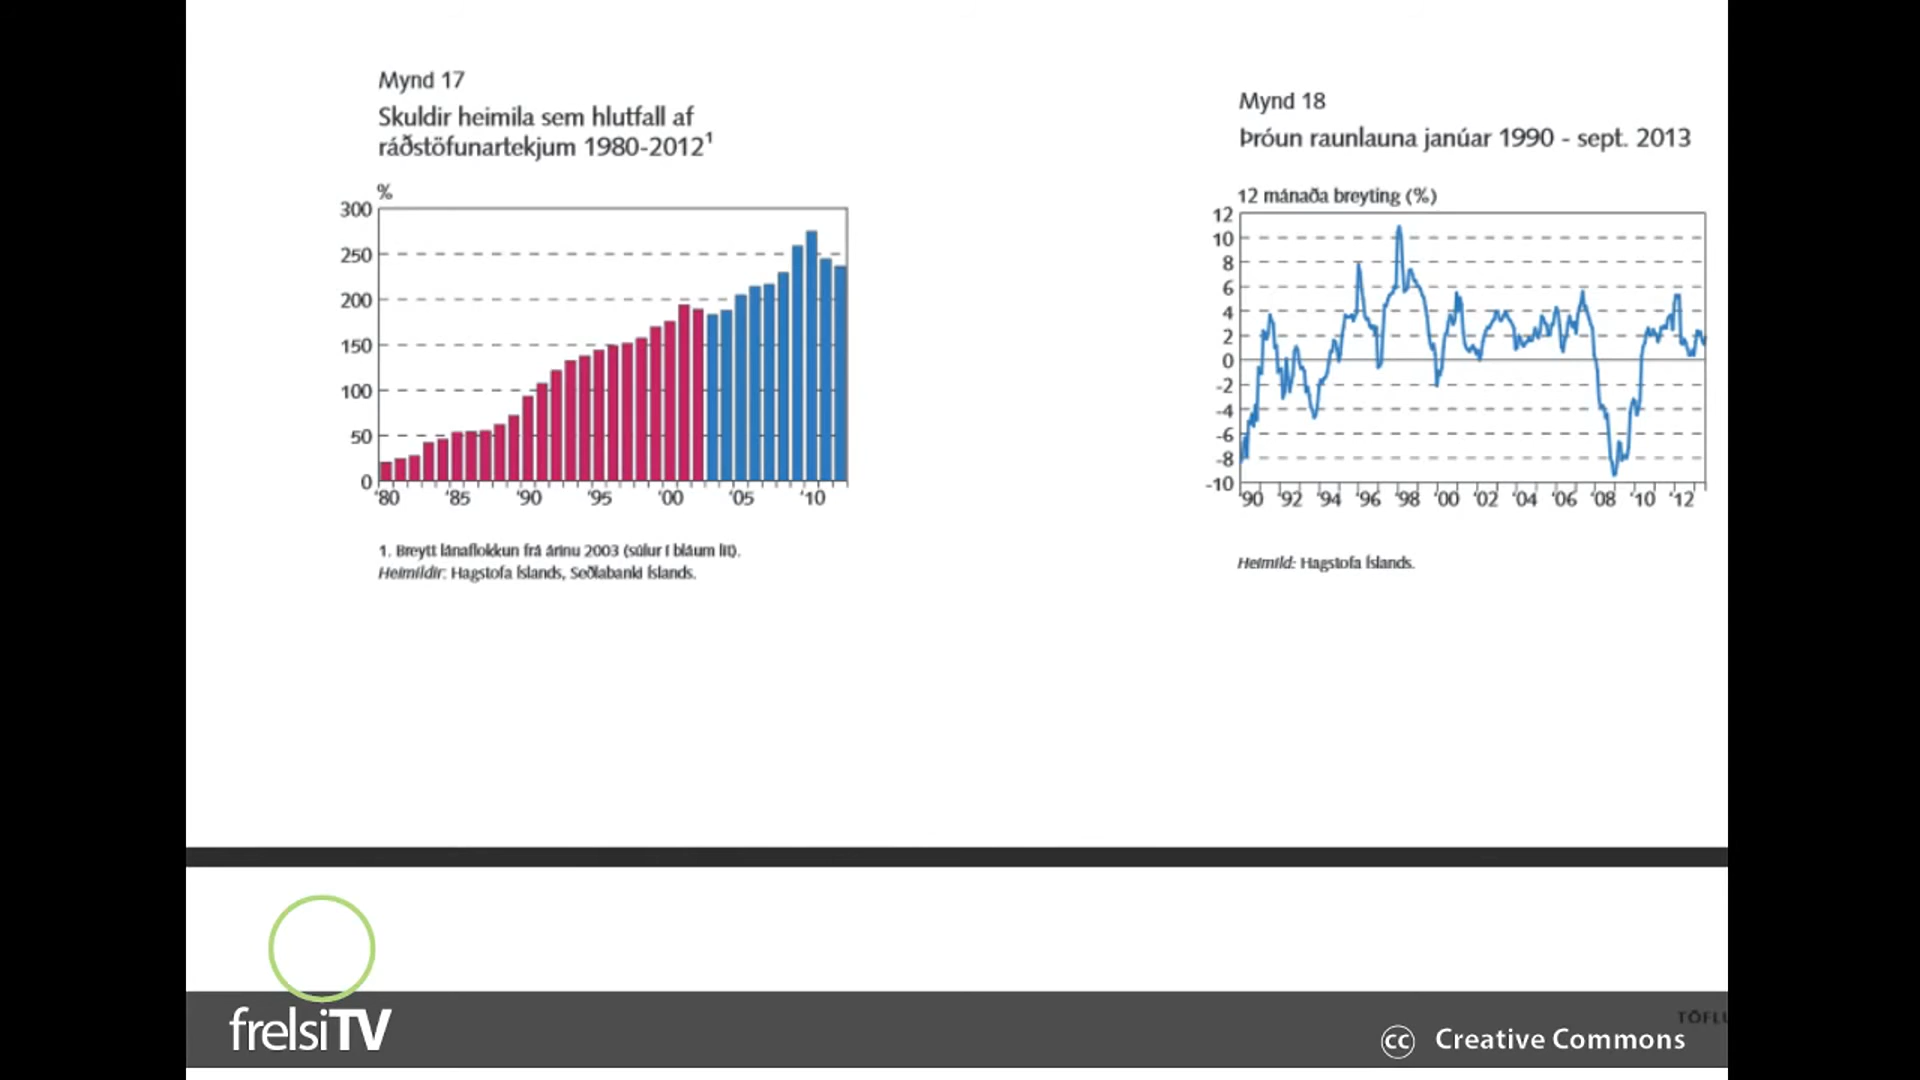 Mynd 17
Skuldir heimila sem hlutfall af
ráðstöfunartekjum 1980-2012¹
%
300
250
200
150
100
50
0
'80 '85 '90 '95 '00 '05 '10
1. Breytt lánaflokkun frá árinu 2003 (súlur í bláum lit).
Heimildir: Hagstofa Íslands, Seðlabanki Íslands.
Mynd 18
Þróun raunlauna janúar 1990 - sept. 2013
12 mánaða breyting (%)
12
10
8
6
4
2
0
-2
-4
-6
-8
-10
'90 '92 '94 '96 '98 '00 '02 '04 '06 '08 '10 '12
Heimild: Hagstofa Íslands.
frelsiTV
cc Creative Commons